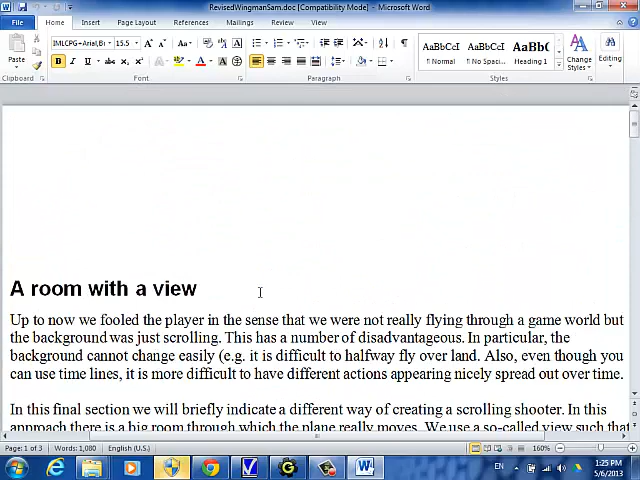 RevisedWingmanSam.doc [Compatibility Mode] - Microsoft Word
File Home Insert Page Layout References Mailings Review View
IMLCPG+Arial,B 15.5
Paste
AaBbCcI AaBbCcI AaBbC
¶ Normal ¶ No Spaci... Heading 1
Change Styles
Editing
Clipboard Font Paragraph Styles
A room with a view
Up to now we fooled the player in the sense that we were not really flying through a game world but
the background was just scrolling. This has a number of disadvantageous. In particular, the
background cannot change easily (e.g. it is difficult to halfway fly over land. Also, even though you
can use time lines, it is more difficult to have different actions appearing nicely spread out over time.
In this final section we will briefly indicate a different way of creating a scrolling shooter. In this
approach there is a big room through which the plane really moves. We use a so-called view such that
Page: 1 of 3 Words: 1,080 English (U.S.) 160%
EN 1:25 PM
5/6/2013